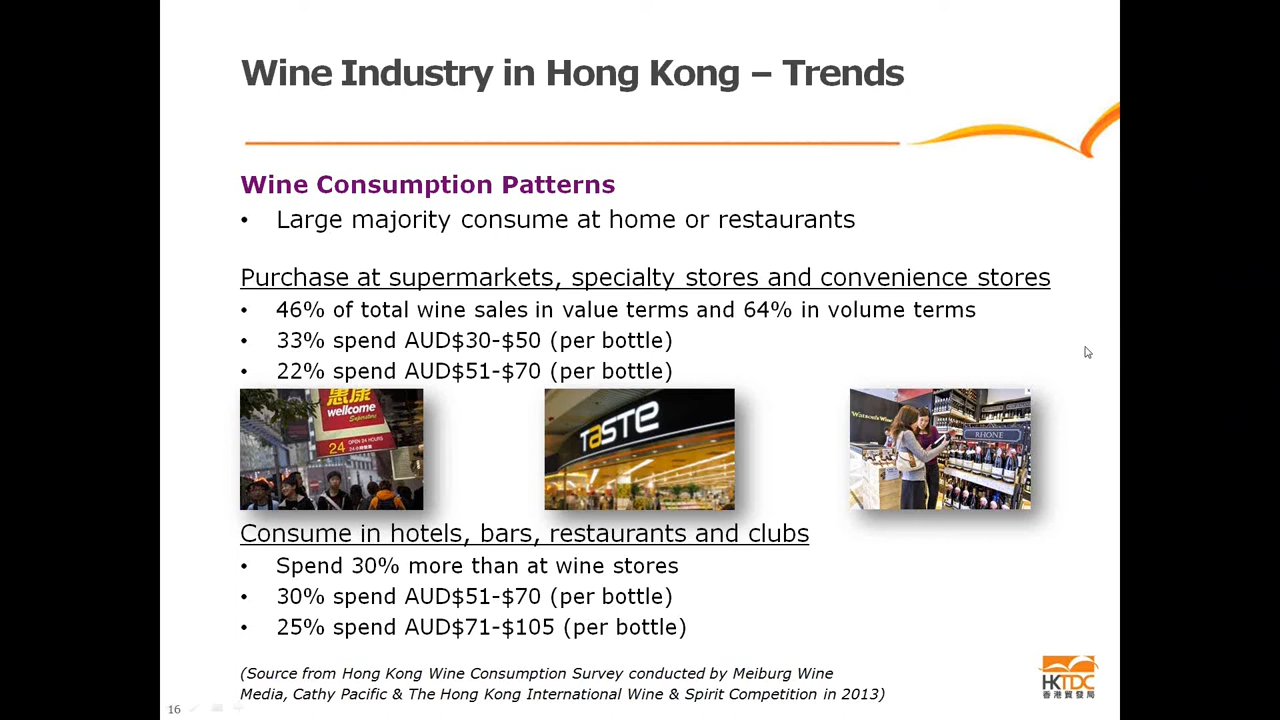 Wine Industry in Hong Kong – Trends
Wine Consumption Patterns
• Large majority consume at home or restaurants
Purchase at supermarkets, specialty stores and convenience stores
• 46% of total wine sales in value terms and 64% in volume terms
• 33% spend AUD$30-$50 (per bottle)
• 22% spend AUD$51-$70 (per bottle)
惠康
wellcome
Superstore
24 OPEN 24 HOURS
TaSTE
Watson's Wine
RHONE
Consume in hotels, bars, restaurants and clubs
• Spend 30% more than at wine stores
• 30% spend AUD$51-$70 (per bottle)
• 25% spend AUD$71-$105 (per bottle)
(Source from Hong Kong Wine Consumption Survey conducted by Meiburg Wine
Media, Cathy Pacific & The Hong Kong International Wine & Spirit Competition in 2013)
HKTDC
香港貿發局
16